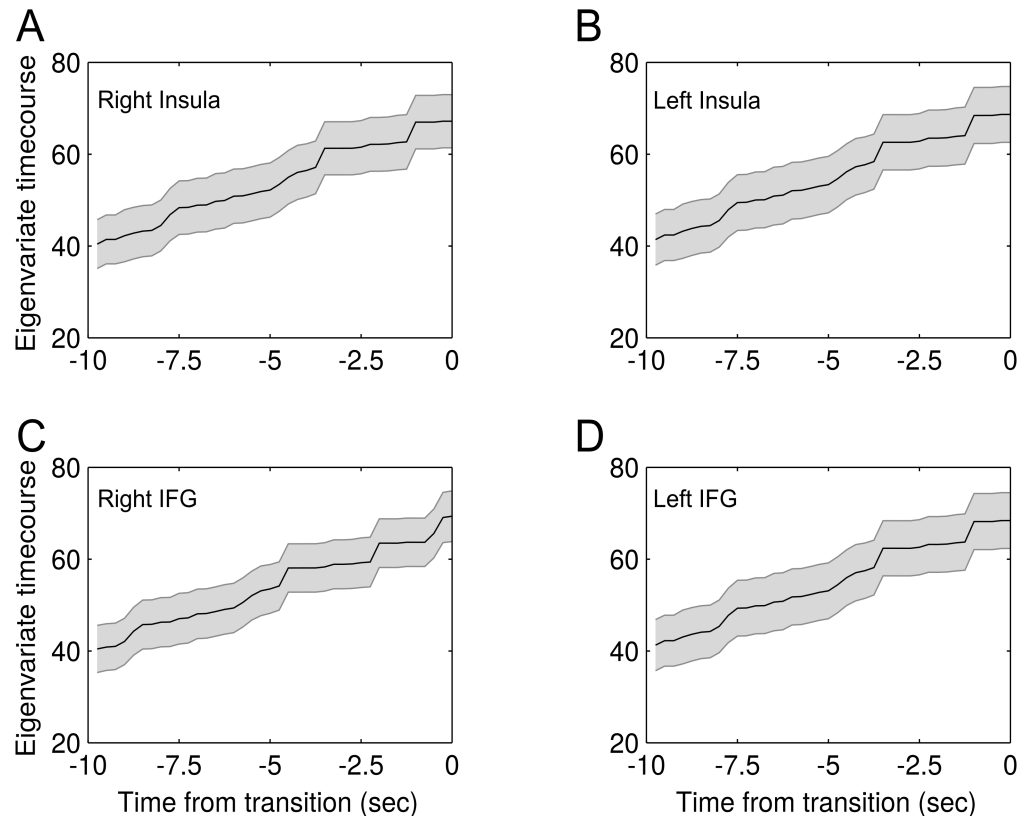 A
Eigenvariate timecourse
80
60
40
20
Right Insula
-10 -7.5 -5 -2.5 0
B
80
60
40
20
Left Insula
-10 -7.5 -5 -2.5 0
C
Eigenvariate timecourse
80
60
40
20
Right IFG
-10 -7.5 -5 -2.5 0
Time from transition (sec)
D
80
60
40
20
Left IFG
-10 -7.5 -5 -2.5 0
Time from transition (sec)